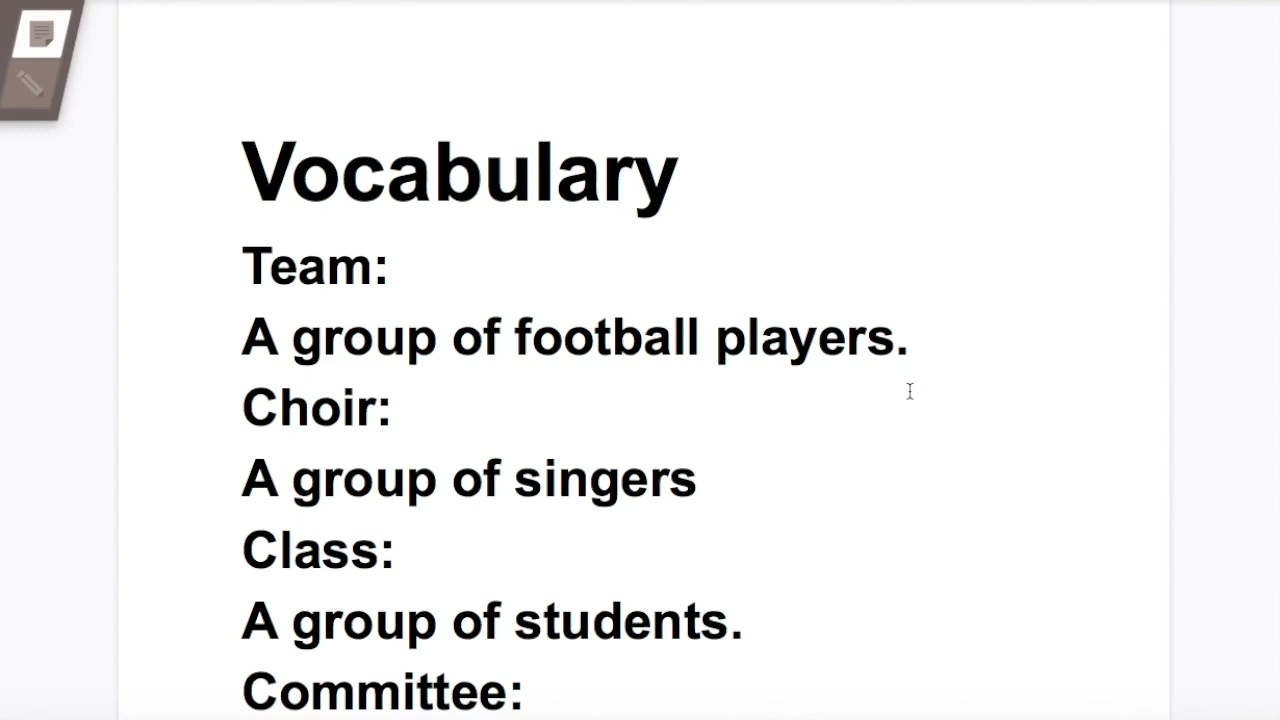 Vocabulary
Team:
A group of football players.
Choir:
A group of singers
Class:
A group of students.
Committee: